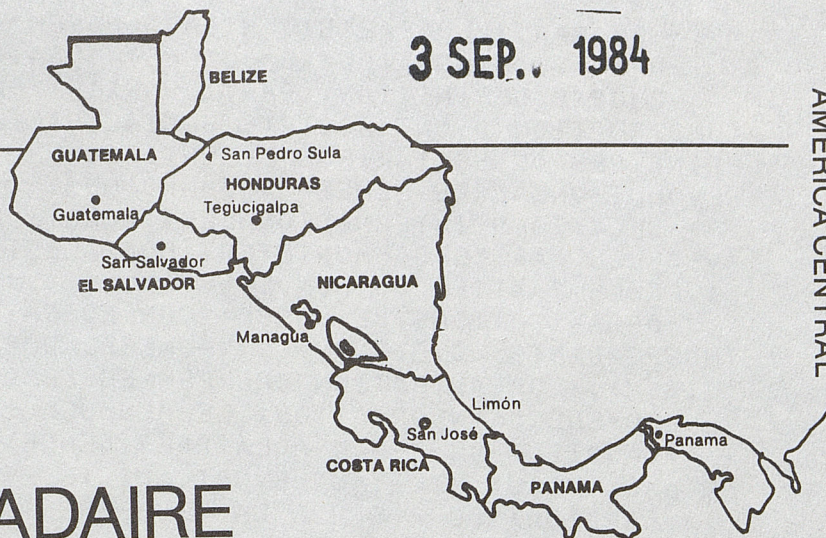 3 SEP.. 1984
BELIZE
AMERICA CENTRAL
GUATEMALA
San Pedro Sula
HONDURAS
Guatemala
Tegucigalpa
San Salvador
EL SALVADOR
NICARAGUA
Managua
Limón
San José
Panama
COSTA RICA
PANAMA
ADAIRE